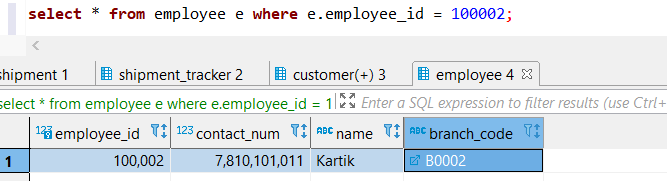 select * from employee e where e.employee_id = 100002;
shipment 1 shipment_tracker 2 customer(+) 3 employee 4
select * from employee e where e.employee_id = 1 Enter a SQL expression to filter results (use Ctrl+
123 employee_id 123 contact_num ABC name ABC branch_code
1 100,002 7,810,101,011 Kartik B0002